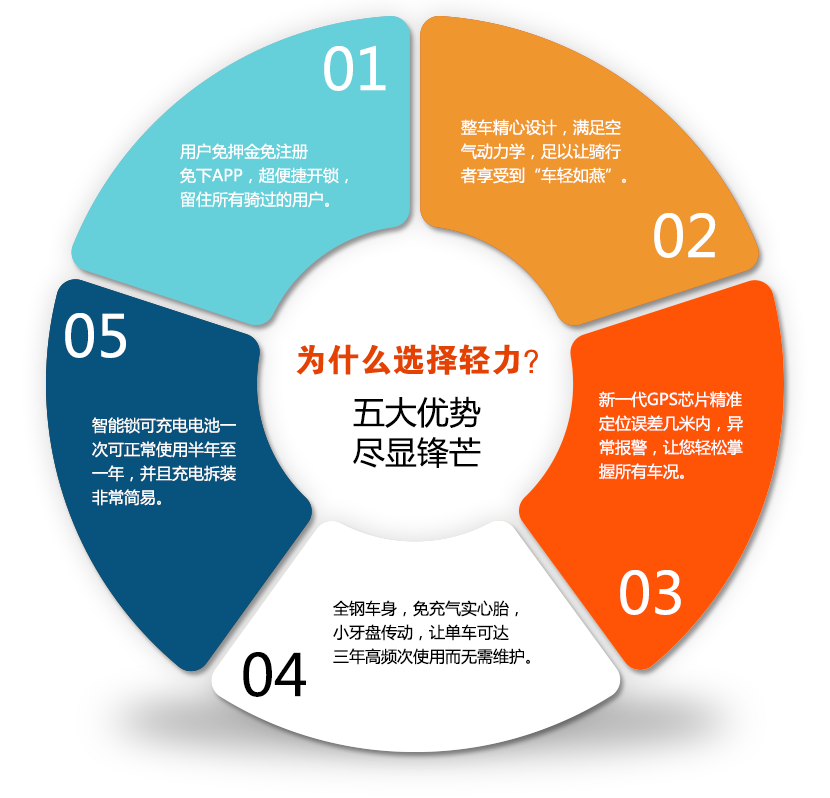 为什么选择轻力?
五大优势
尽显锋芒
01
用户免押金免注册
免下APP，超便捷开锁，
留住所有骑过的用户。
02
整车精心设计，满足空
气动力学，足以让骑行
者享受到“车轻如燕”。
03
新一代GPS芯片精准
定位误差几米内，异
常报警，让您轻松掌
握所有车况。
04
全钢车身，免充气实心胎，
小牙盘传动，让单车可达
三年高频次使用而无需维护。
05
智能锁可充电电池一
次可正常使用半年至
一年，并且充电拆装
非常简易。